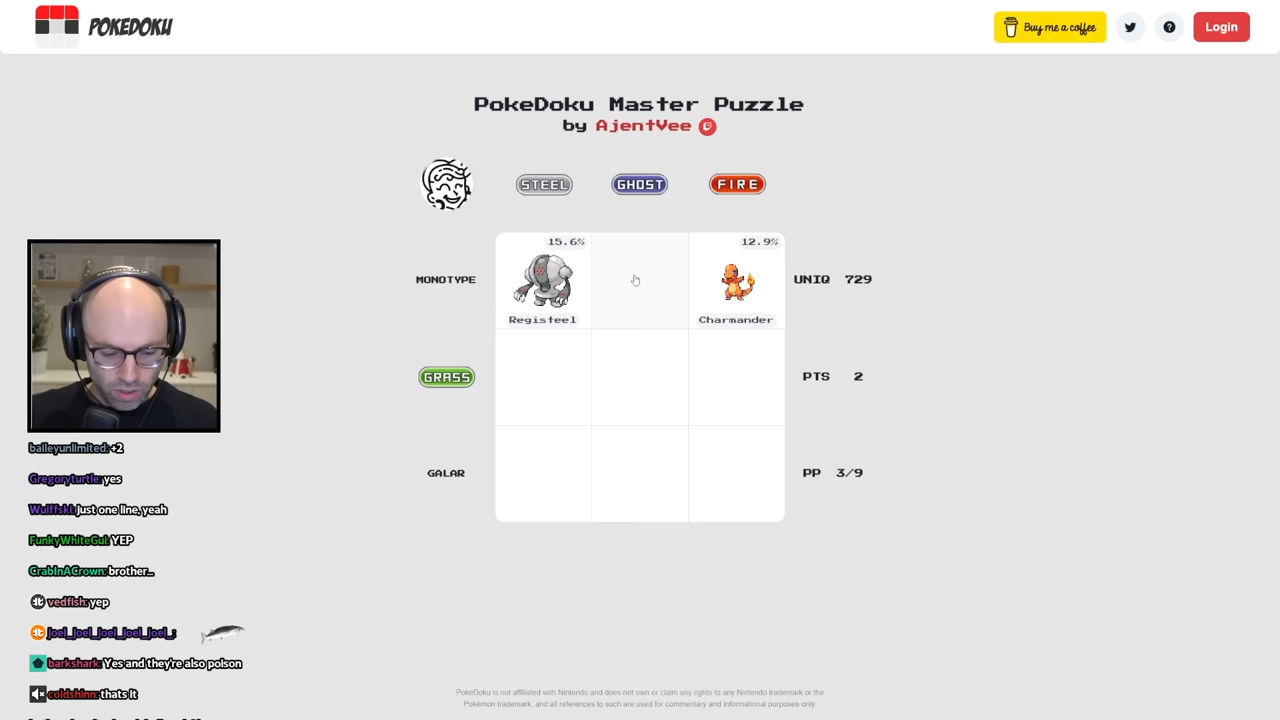 POKEDOKU
Buy me a coffee
Login
PokeDoku Master Puzzle
by AjentVee
STEEL
GHOST
FIRE
15.6%
12.9%
MONOTYPE
UNIQ 729
Registeel
Charmander
GRASS
PTS 2
GALAR
PP 3/9
baileyunlimited: +2
Gregoryturtle: yes
Wulffski: just one line, yeah
FunkyWhiteGui: YEP
CrabInACrown: brother...
vedfish: yep
joel_joel_joel_joel_joel_:
barkshark: Yes and they're also poison
coldshinn: thats it
PokeDoku is not affiliated with Nintendo and does not own or claim any rights to any Nintendo trademark or the
Pokémon trademark, and all references to such are used for commentary and informational purposes only.